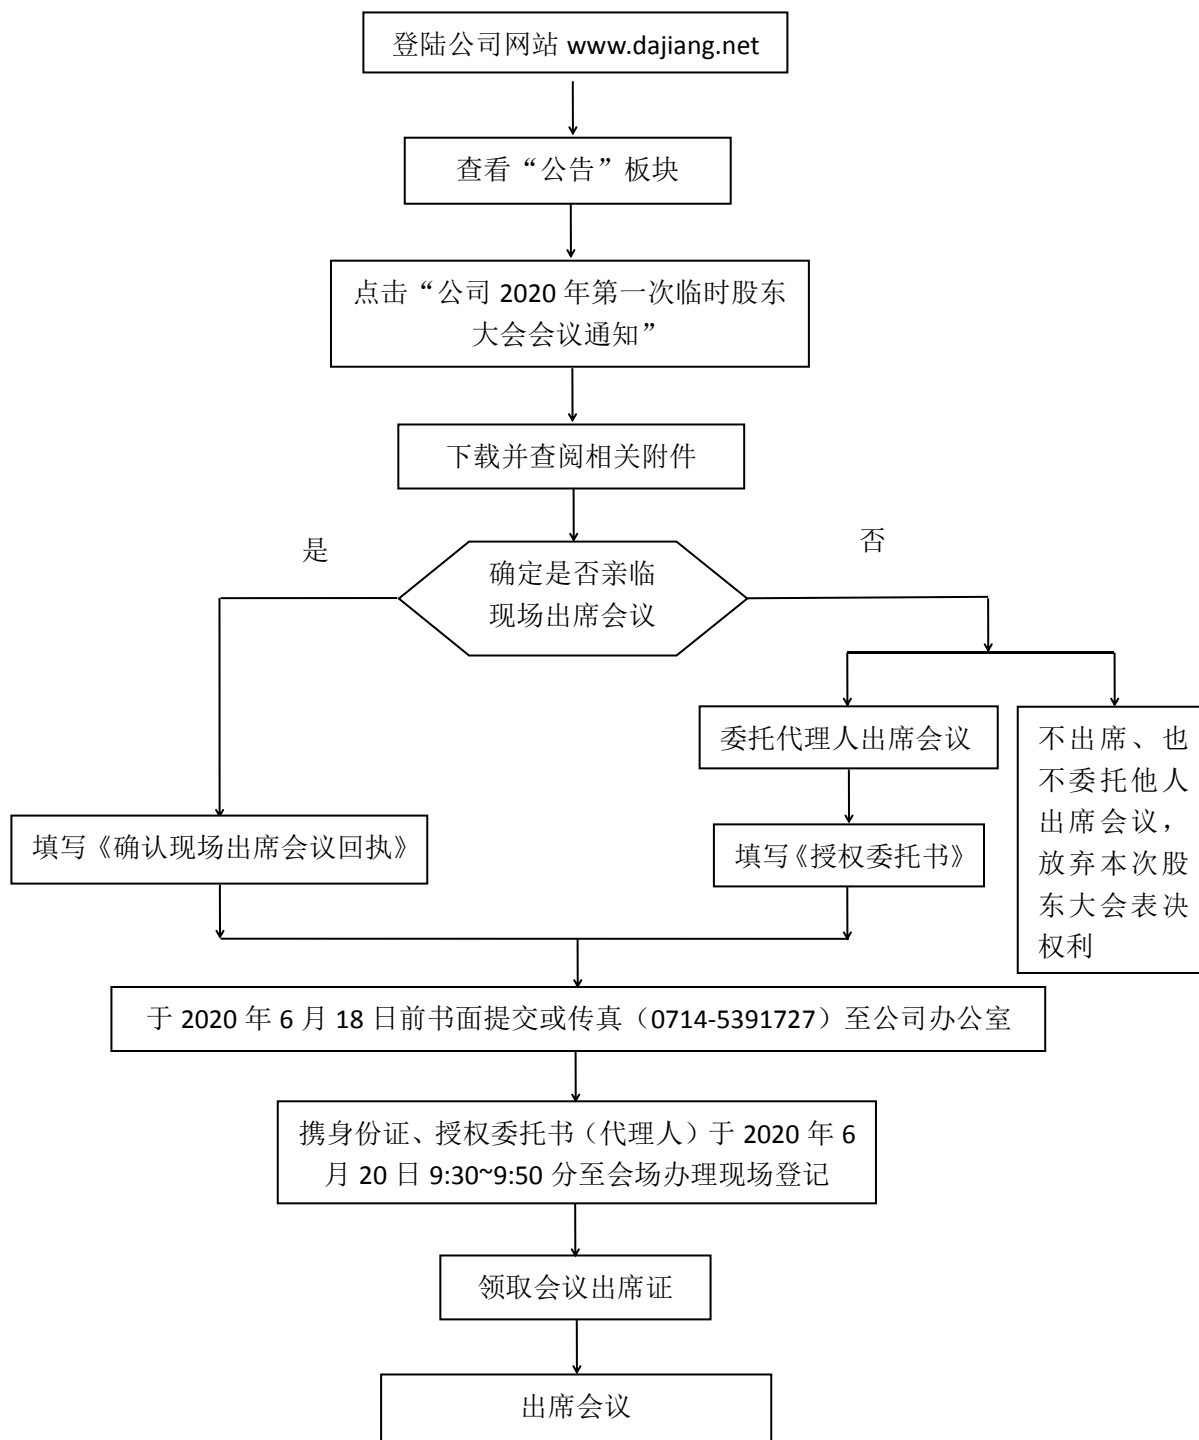 登陆公司网站 www.dajiang.net
查看“公告”板块
点击“公司 2020 年第一次临时股东
大会会议通知”
下载并查阅相关附件
是
否
确定是否亲临
现场出席会议
委托代理人出席会议
不出席、也
不委托他人
出席会议，
放弃本次股
东大会表决
权利
填写《确认现场出席会议回执》
填写《授权委托书》
于 2020 年 6 月 18 日前书面提交或传真（0714-5391727）至公司办公室
携身份证、授权委托书（代理人）于 2020 年 6
月 20 日 9:30~9:50 分至会场办理现场登记
领取会议出席证
出席会议